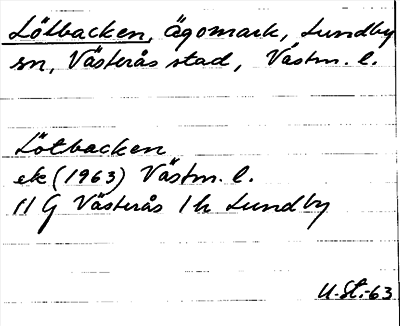 Lötbacken, ägomark, Lundby
sn, Västerås stad, Västm. l.
Lötbacken
ek (1963) Västm. l.
11 G Västerås 1 h Lundby
U. St.-63